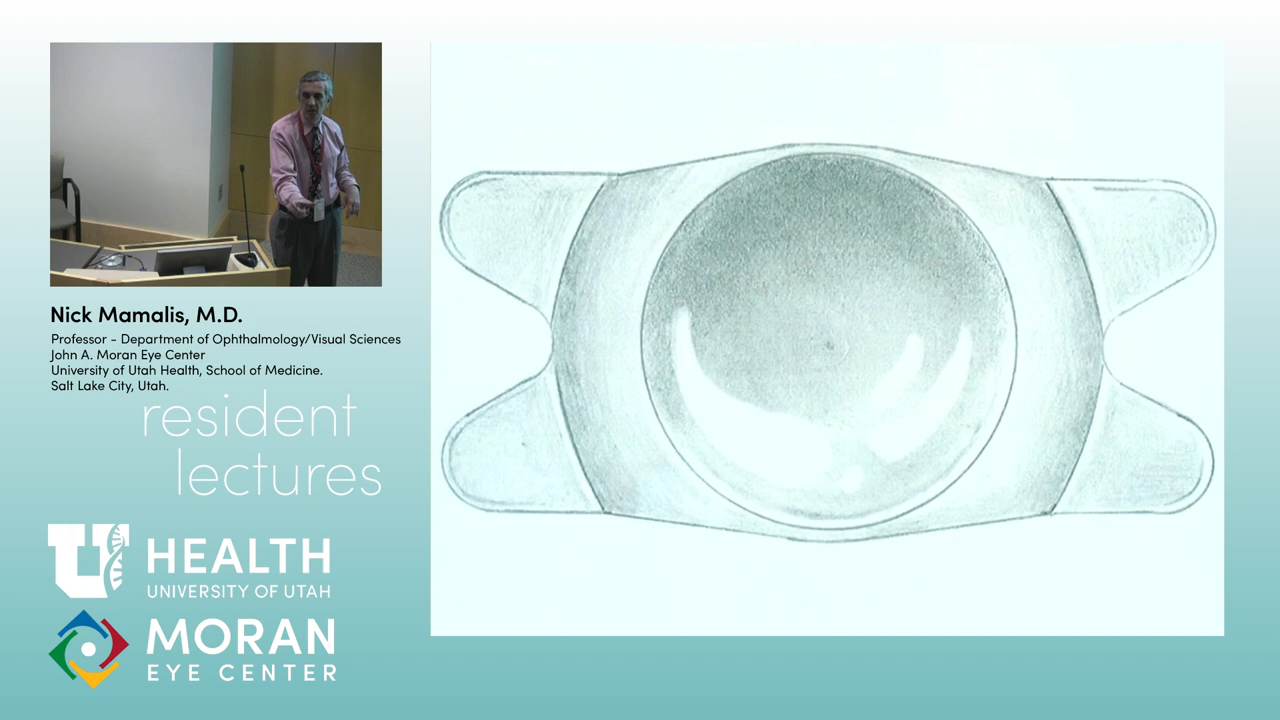 Nick Mamalis, M.D.
Professor - Department of Ophthalmology/Visual Sciences
John A. Moran Eye Center
University of Utah Health, School of Medicine.
Salt Lake City, Utah.
resident
lectures
U HEALTH
UNIVERSITY OF UTAH
MORAN
EYE CENTER